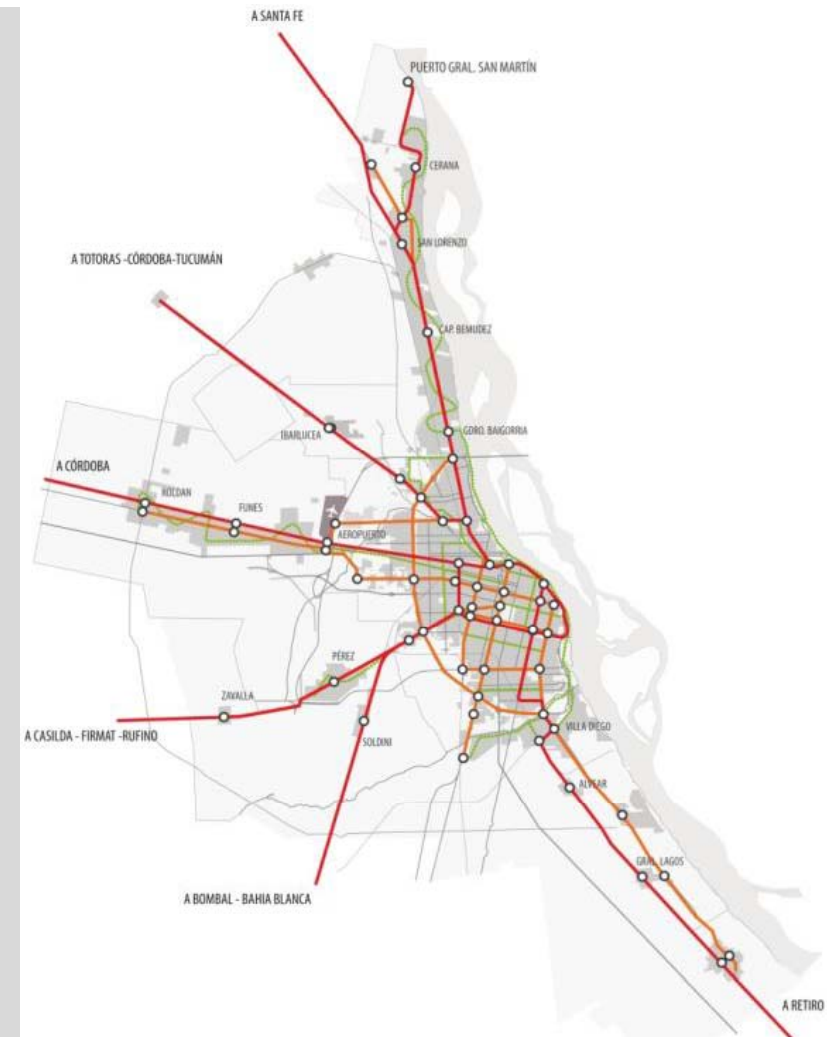 A SANTA FE
PUERTO GRAL. SAN MARTÍN
CERANA
SAN LORENZO
A TOTORAS -CÓRDOBA-TUCUMÁN
CAP. BEMUDEZ
IBARLUCEA
GDRO. BAIGORRIA
A CÓRDOBA
ROLDAN
FUNES
AEROPUERTO
PÉREZ
ZAVALLA
A CASILDA - FIRMAT -RUFINO
SOLDINI
VILLA DIEGO
ALVEAR
GRAL. LAGOS
A BOMBAL - BAHIA BLANCA
A RETIRO